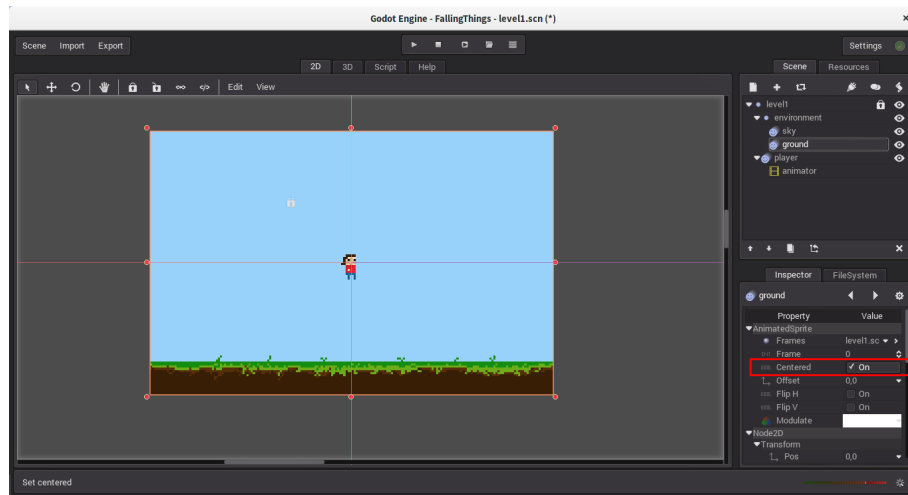 Godot Engine - FallingThings - level1.scn (*)
Scene Import Export
Settings
2D 3D Script Help
Scene Resources
Edit View
level1
environment
sky
ground
player
animator
Inspector FileSystem
ground
Property Value
AnimatedSprite
Frames level1.sc
Frame 0
Centered On
Offset 0,0
Flip H On
Flip V On
Modulate
Node2D
Transform
Pos 0,0
Set centered